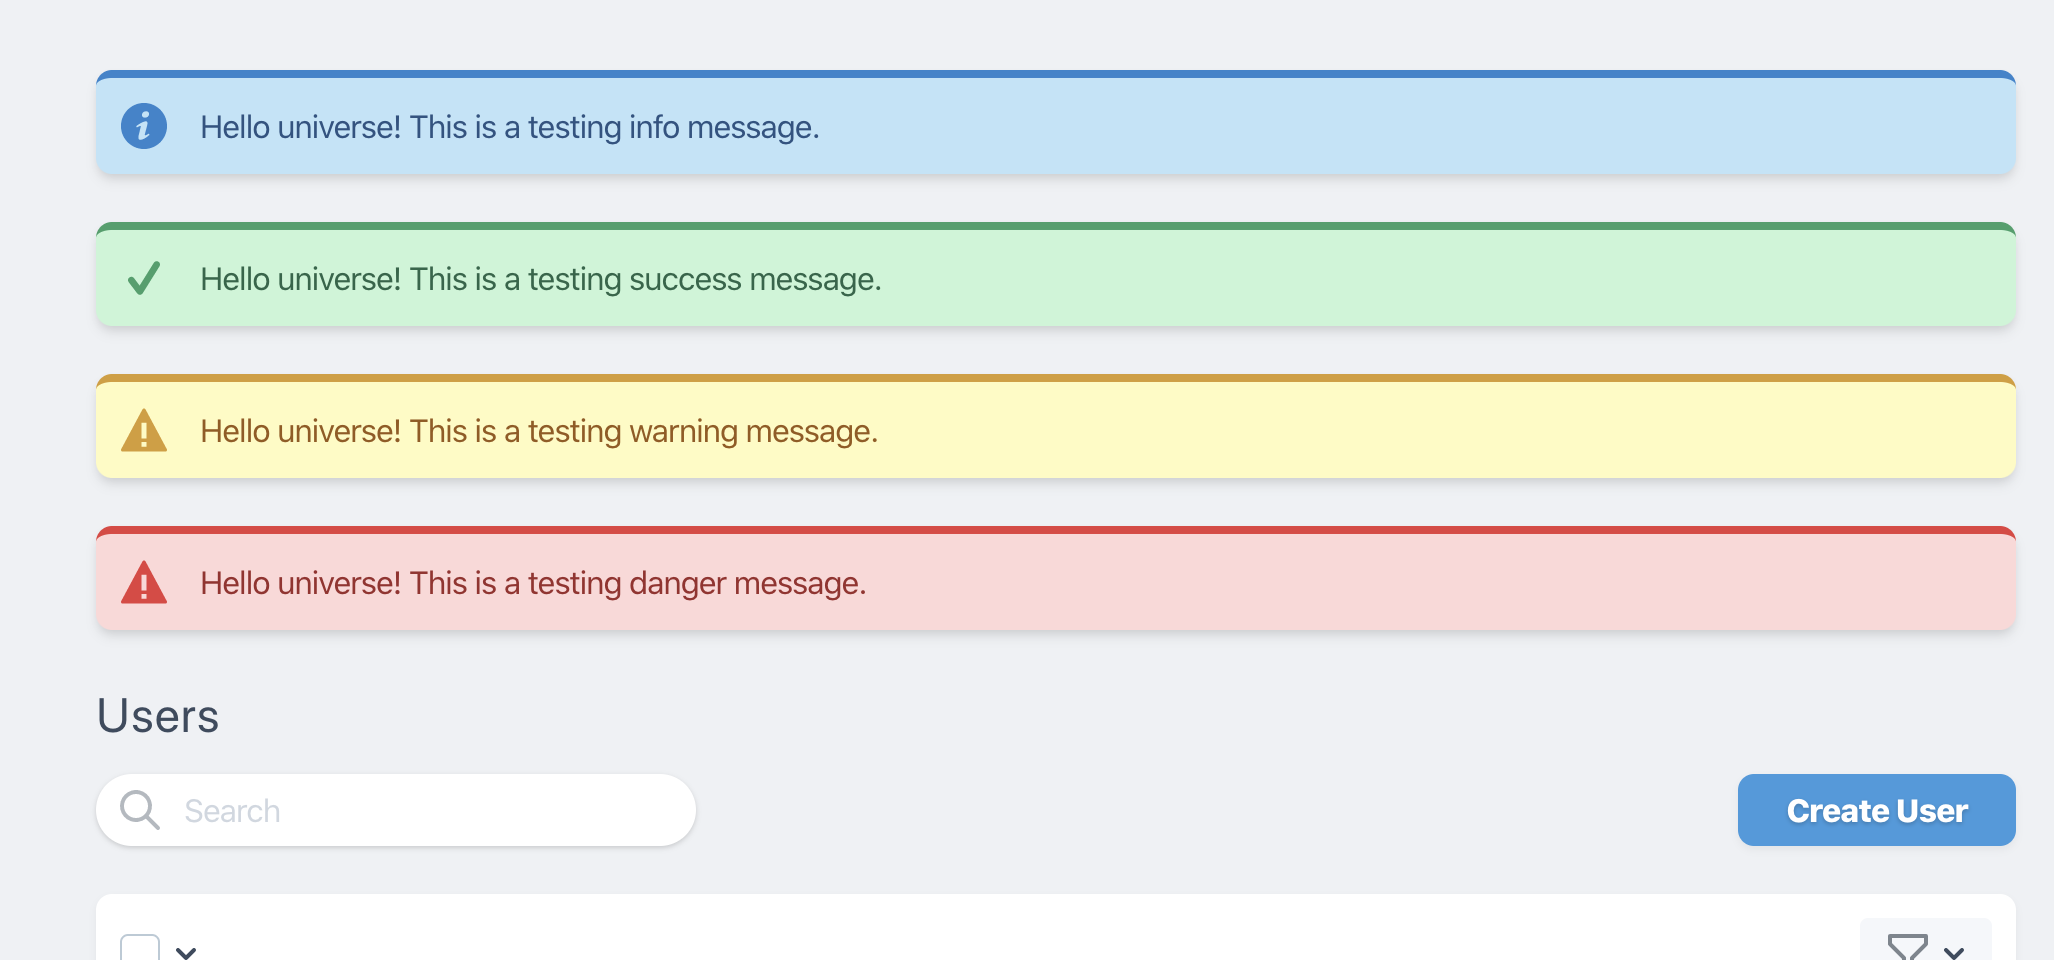 Hello universe! This is a testing info message.
Hello universe! This is a testing success message.
Hello universe! This is a testing warning message.
Hello universe! This is a testing danger message.
Users
Search
Create User